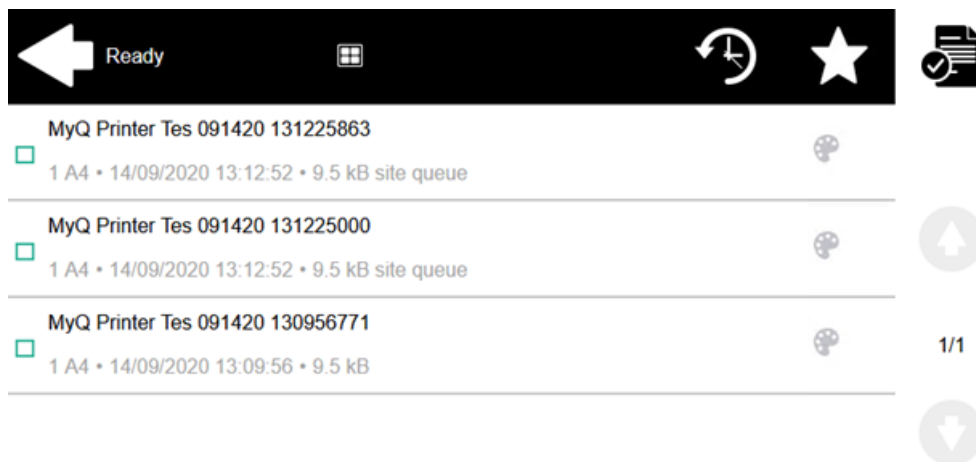 Ready
MyQ Printer Tes 091420 131225863
1 A4 • 14/09/2020 13:12:52 • 9.5 kB site queue
MyQ Printer Tes 091420 131225000
1 A4 • 14/09/2020 13:12:52 • 9.5 kB site queue
MyQ Printer Tes 091420 130956771
1 A4 • 14/09/2020 13:09:56 • 9.5 kB
1/1